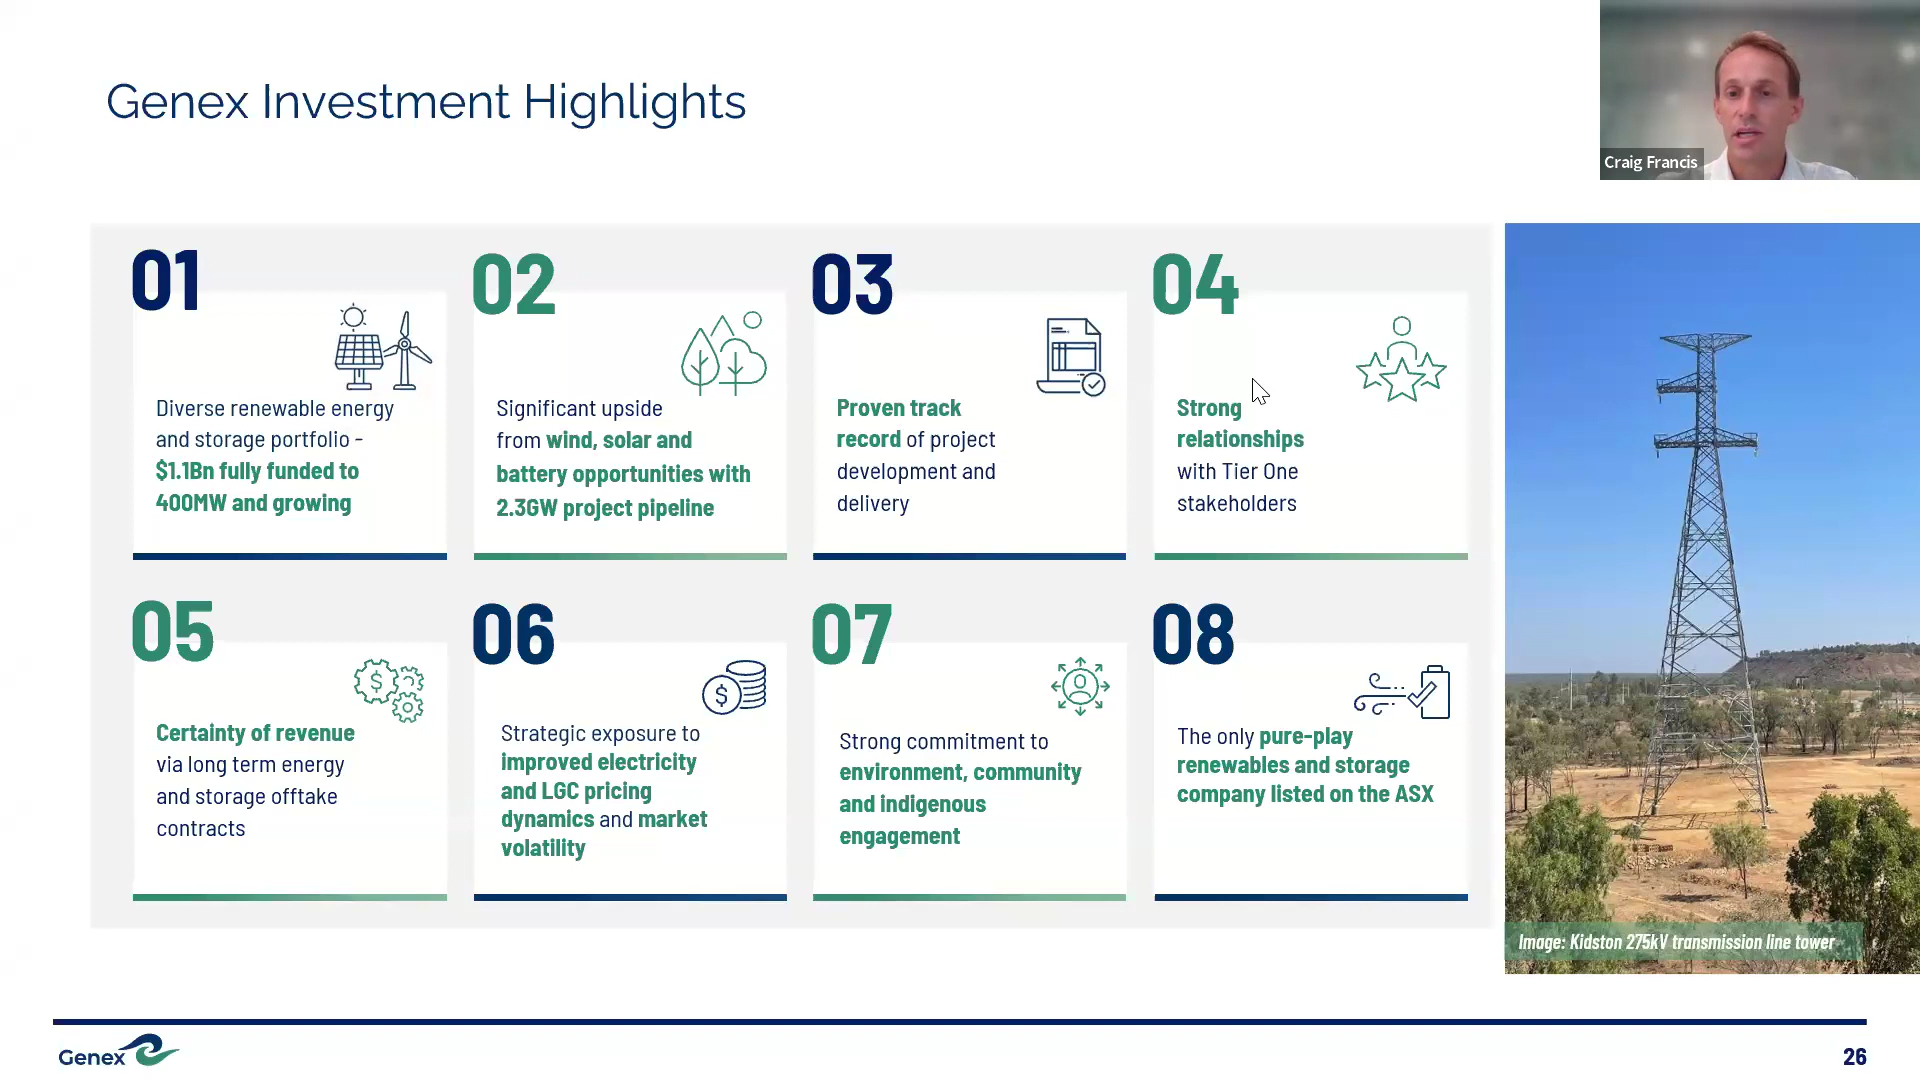 Genex Investment Highlights
Craig Francis
01
Diverse renewable energy
and storage portfolio -
$1.1Bn fully funded to
400MW and growing
02
Significant upside
from wind, solar and
battery opportunities with
2.3GW project pipeline
03
Proven track
record of project
development and
delivery
04
Strong
relationships
with Tier One
stakeholders
05
Certainty of revenue
via long term energy
and storage offtake
contracts
06
Strategic exposure to
improved electricity
and LGC pricing
dynamics and market
volatility
07
Strong commitment to
environment, community
and indigenous
engagement
08
The only pure-play
renewables and storage
company listed on the ASX
Image: Kidston 275kV transmission line tower
Genex
26